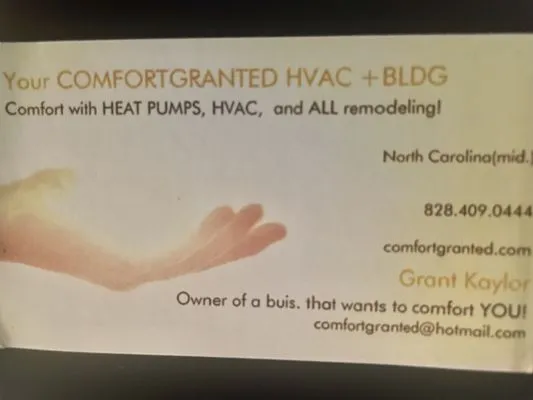 Your COMFORTGRANTED HVAC +BLDG
Comfort with HEAT PUMPS, HVAC, and ALL remodeling!
North Carolina(mid.)
828.409.0444
comfortgranted.com
Grant Kaylor
Owner of a buis. that wants to comfort YOU!
comfortgranted@hotmail.com